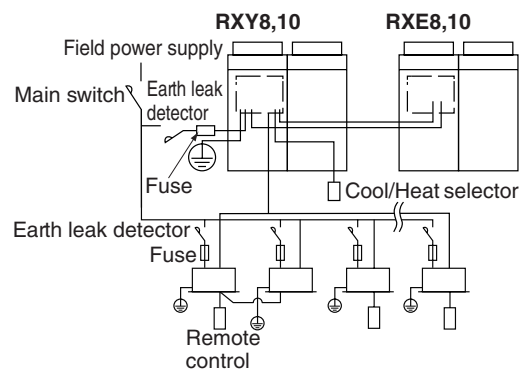 RXY8,10
RXE8,10
Field power supply
Main switch
Earth leak
detector
Fuse
Cool/Heat selector
Earth leak detector
Fuse
Remote
control